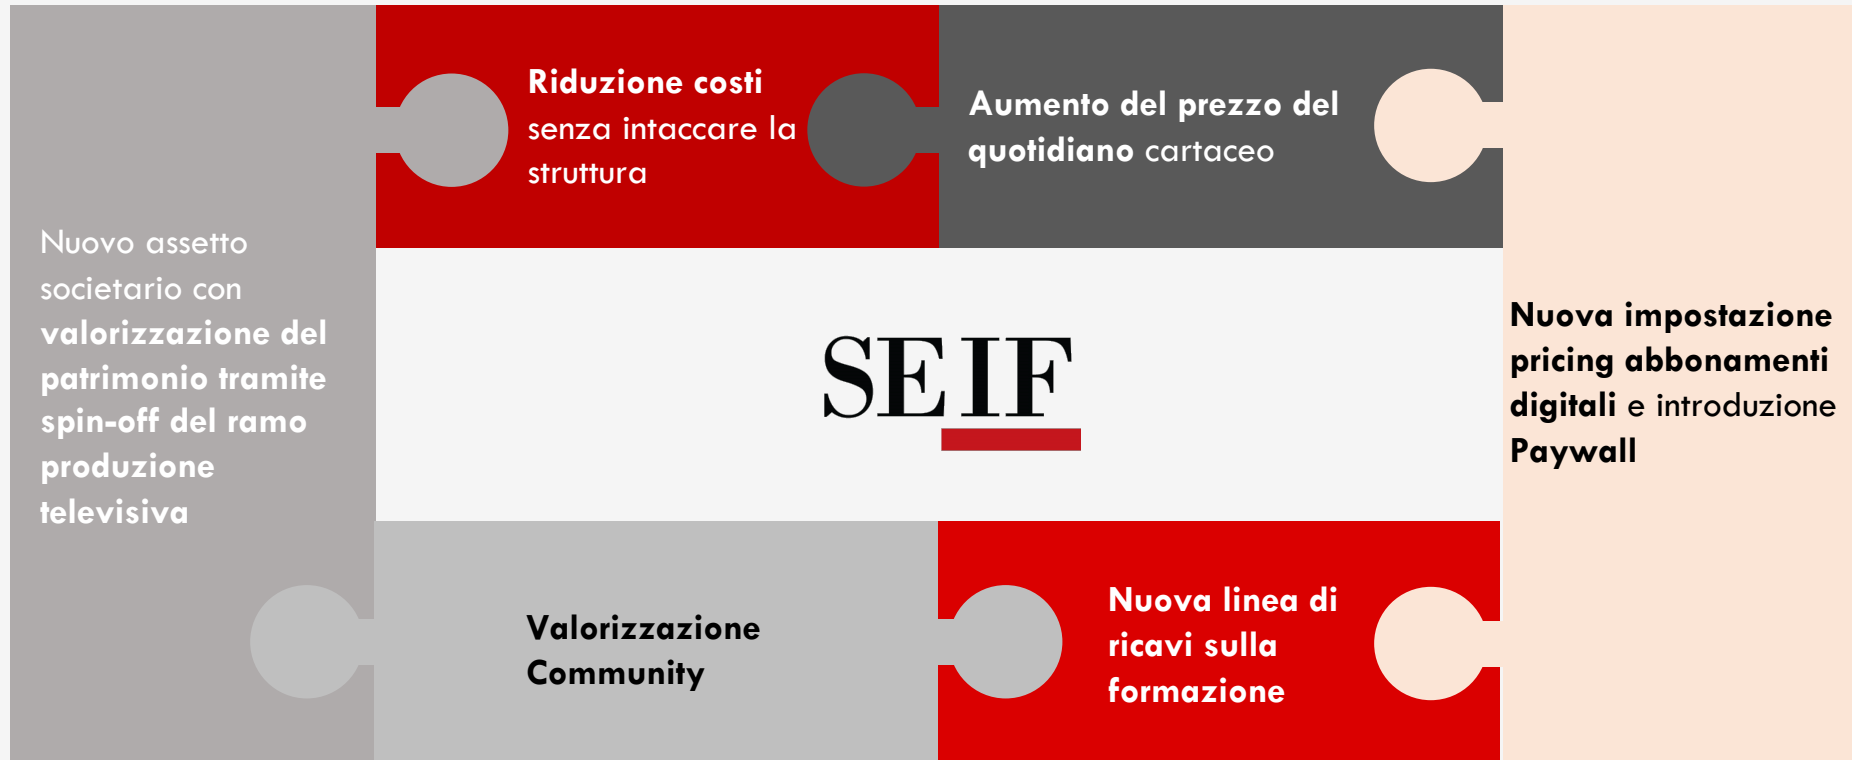 Riduzione costi
senza intaccare la
struttura
Aumento del prezzo del
quotidiano cartaceo
Nuovo assetto
societario con
valorizzazione del
patrimonio tramite
spin-off del ramo
produzione
televisiva
SEIF
Nuova impostazione
pricing abbonamenti
digitali e introduzione
Paywall
Valorizzazione
Community
Nuova linea di
ricavi sulla
formazione